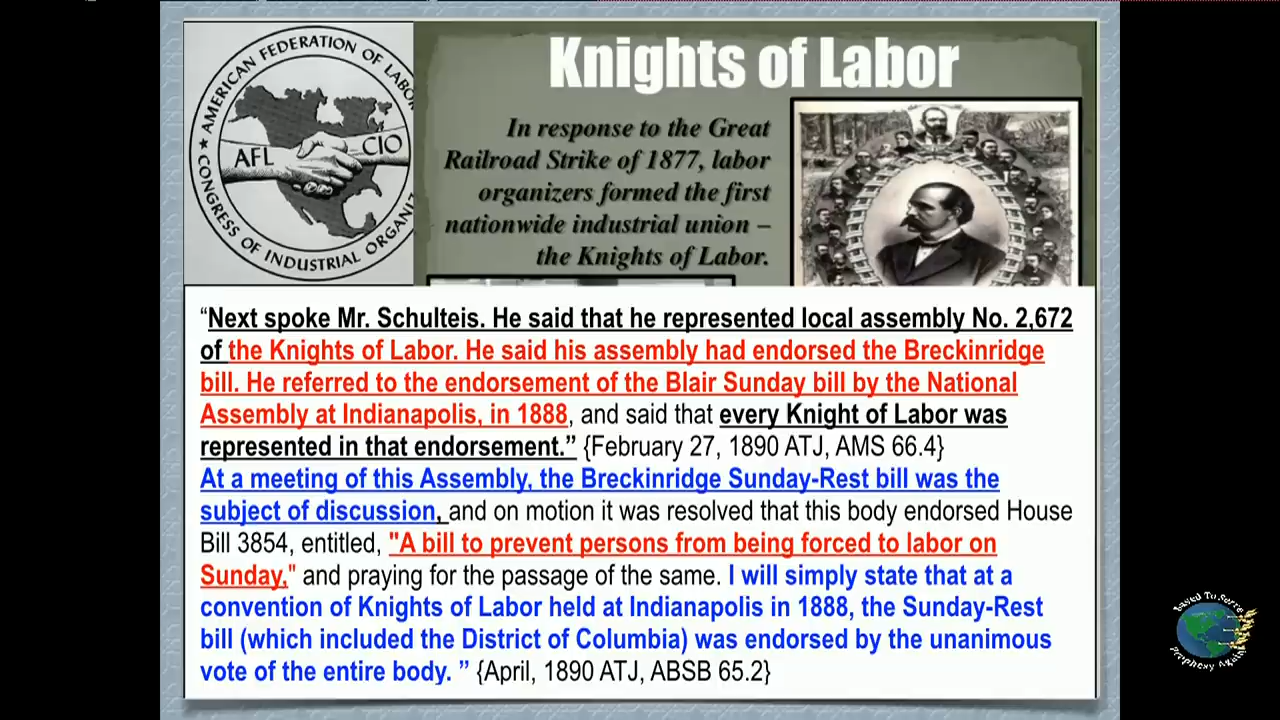 AMERICAN FEDERATION OF LABOR
AFL CIO
CONGRESS OF INDUSTRIAL ORGANIZ
Knights of Labor
In response to the Great
Railroad Strike of 1877, labor
organizers formed the first
nationwide industrial union –
the Knights of Labor.
“Next spoke Mr. Schulteis. He said that he represented local assembly No. 2,672
of the Knights of Labor. He said his assembly had endorsed the Breckinridge
bill. He referred to the endorsement of the Blair Sunday bill by the National
Assembly at Indianapolis, in 1888, and said that every Knight of Labor was
represented in that endorsement.” {February 27, 1890 ATJ, AMS 66.4}
At a meeting of this Assembly, the Breckinridge Sunday-Rest bill was the
subject of discussion, and on motion it was resolved that this body endorsed House
Bill 3854, entitled, "A bill to prevent persons from being forced to labor on
Sunday," and praying for the passage of the same. I will simply state that at a
convention of Knights of Labor held at Indianapolis in 1888, the Sunday-Rest
bill (which included the District of Columbia) was endorsed by the unanimous
vote of the entire body. ” {April, 1890 ATJ, ABSB 65.2}
Prophecy Again